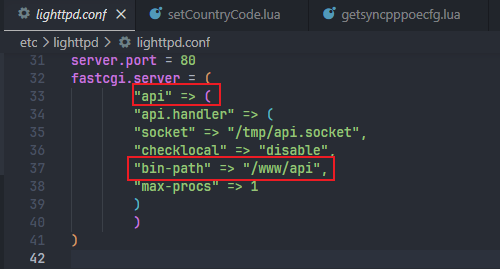 lighttpd.conf
setCountryCode.lua
getsyncpppoecfg.lua
etc > lighttpd > lighttpd.conf
31 server.port = 80
32 fastcgi.server = (
33 "api" => (
34 "api.handler" => (
35 "socket" => "/tmp/api.socket",
36 "checklocal" => "disable",
37 "bin-path" => "/www/api",
38 "max-procs" => 1
39 )
40 )
41 )
42